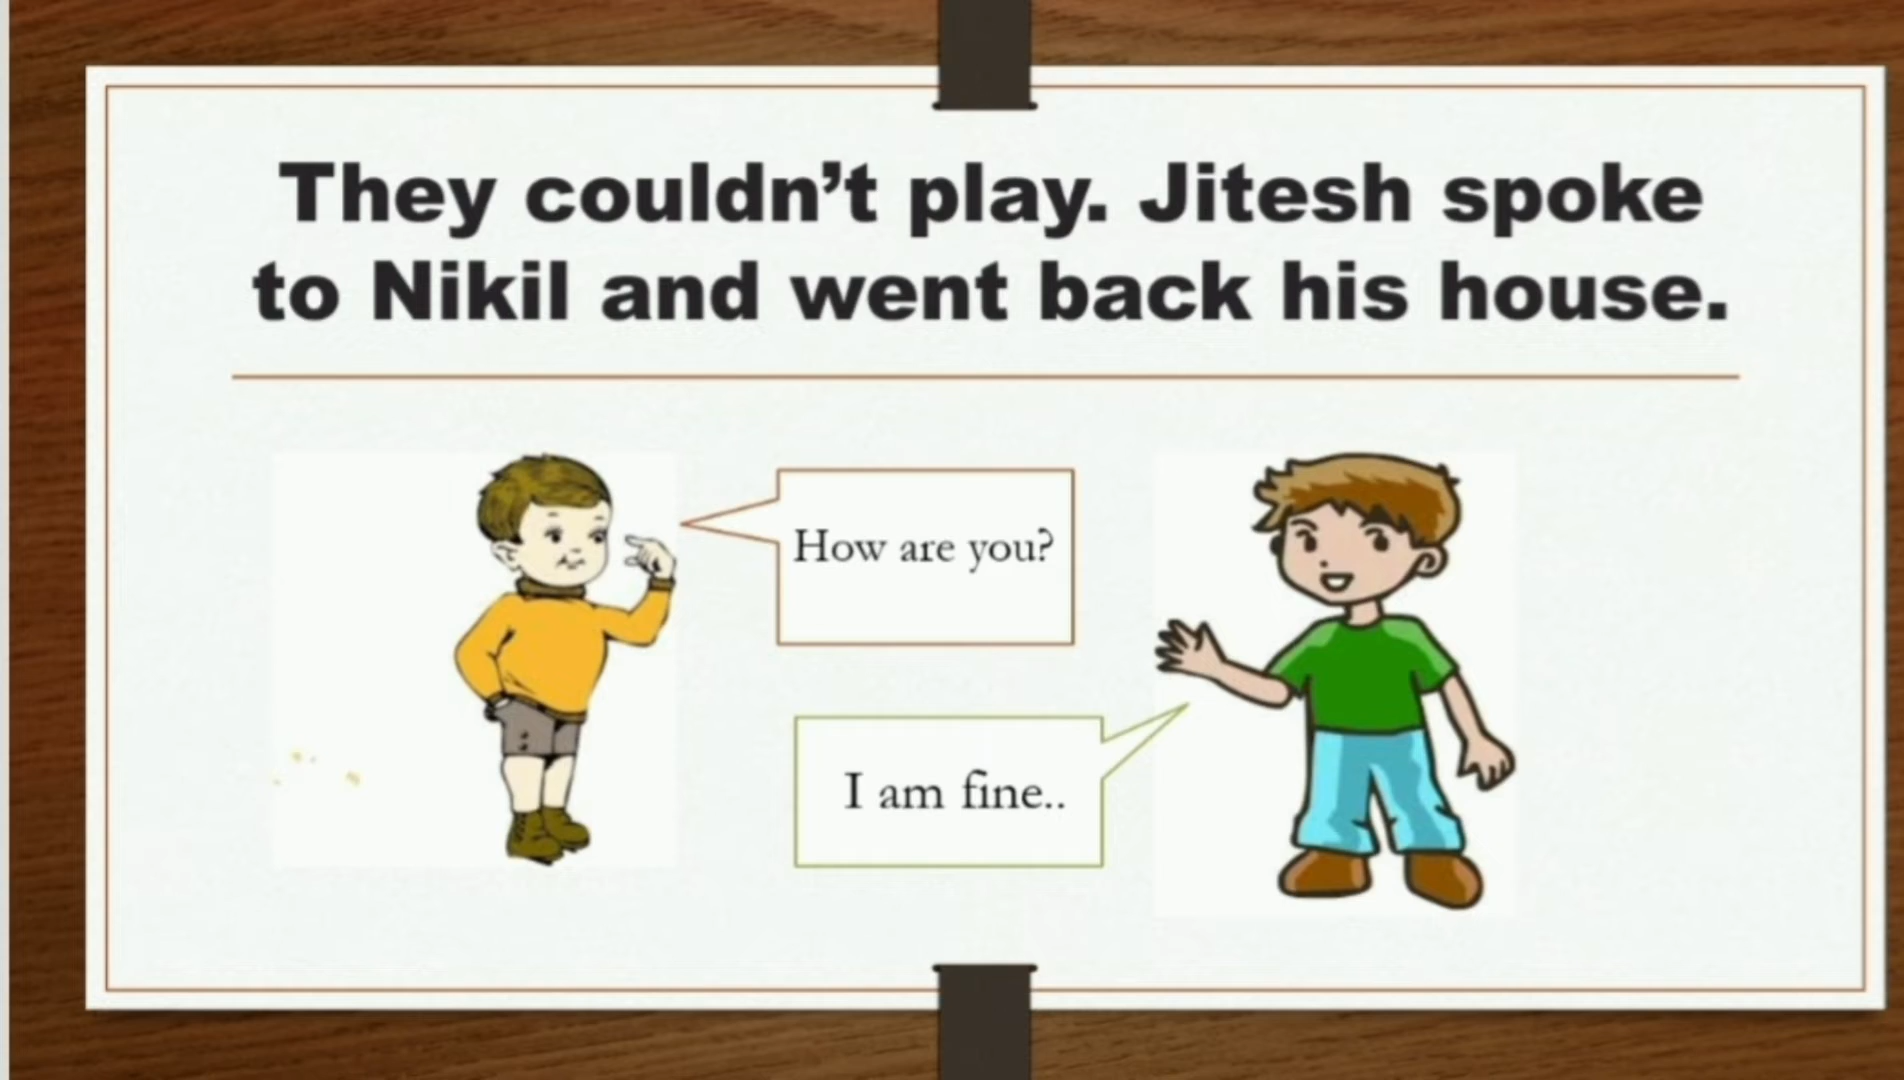 They couldn’t play. Jitesh spoke
to Nikil and went back his house.
How are you?
I am fine..